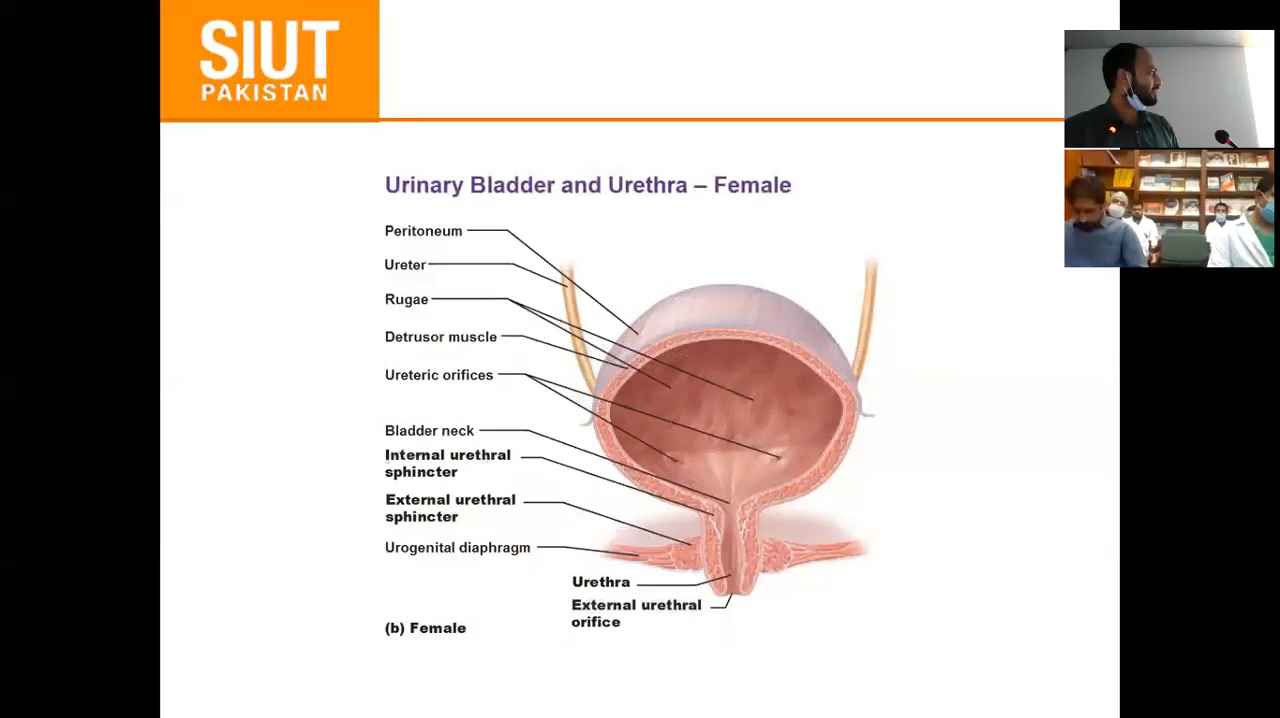 SIUT
PAKISTAN
Urinary Bladder and Urethra – Female
Peritoneum
Ureter
Rugae
Detrusor muscle
Ureteric orifices
Bladder neck
Internal urethral
sphincter
External urethral
sphincter
Urogenital diaphragm
Urethra
External urethral
orifice
(b) Female